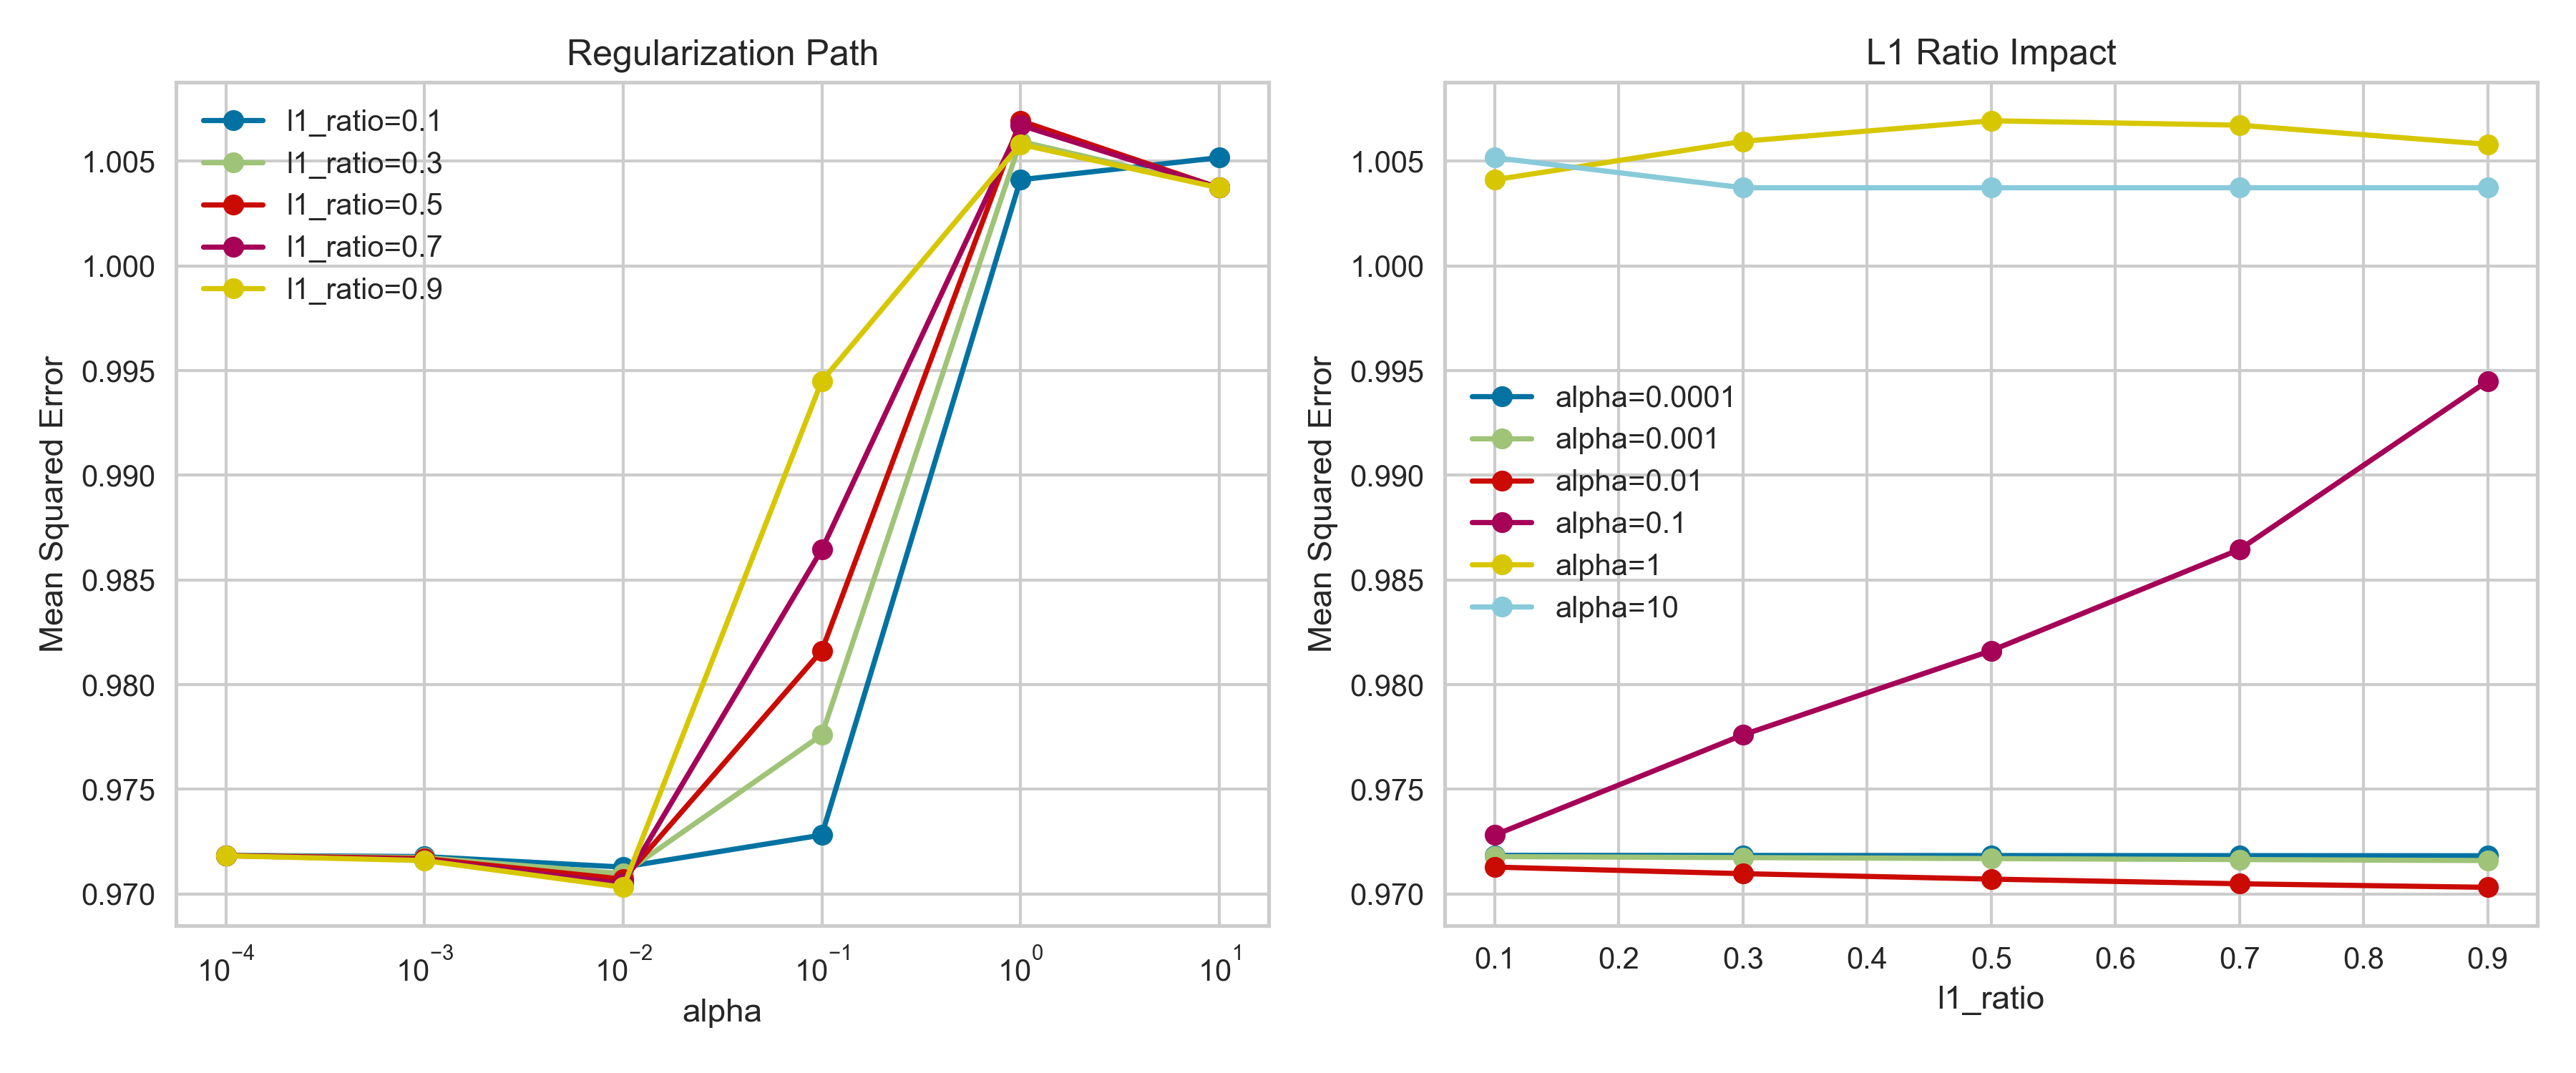 Regularization Path
l1_ratio=0.1
l1_ratio=0.3
l1_ratio=0.5
l1_ratio=0.7
l1_ratio=0.9
Mean Squared Error
1.005
1.000
0.995
0.990
0.985
0.980
0.975
0.970
10⁻⁴ 10⁻³ 10⁻² 10⁻¹ 10⁰ 10¹
alpha
L1 Ratio Impact
alpha=0.0001
alpha=0.001
alpha=0.01
alpha=0.1
alpha=1
alpha=10
Mean Squared Error
1.005
1.000
0.995
0.990
0.985
0.980
0.975
0.970
0.1 0.2 0.3 0.4 0.5 0.6 0.7 0.8 0.9
l1_ratio